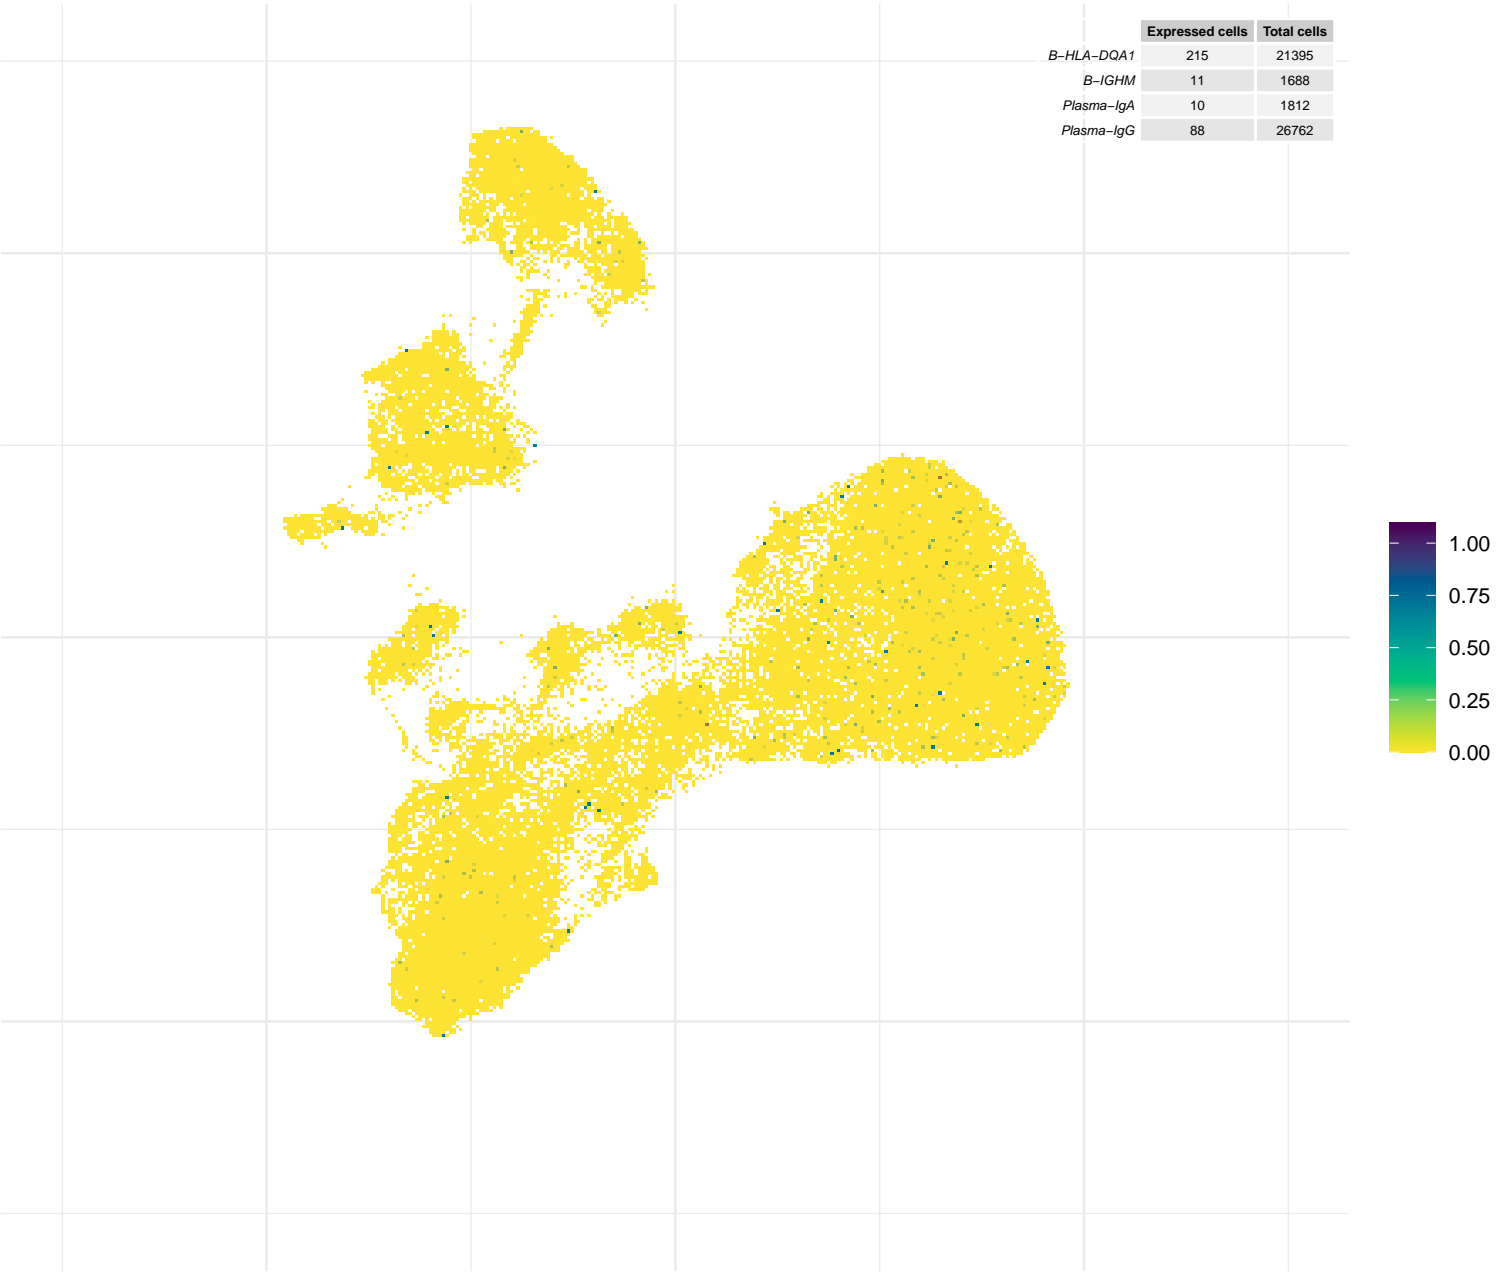 Expressed cells Total cells
B−HLA−DQA1 215 21395
B−IGHM 11 1688
Plasma−IgA 10 1812
Plasma−IgG 88 26762
1.00
0.75
0.50
0.25
0.00